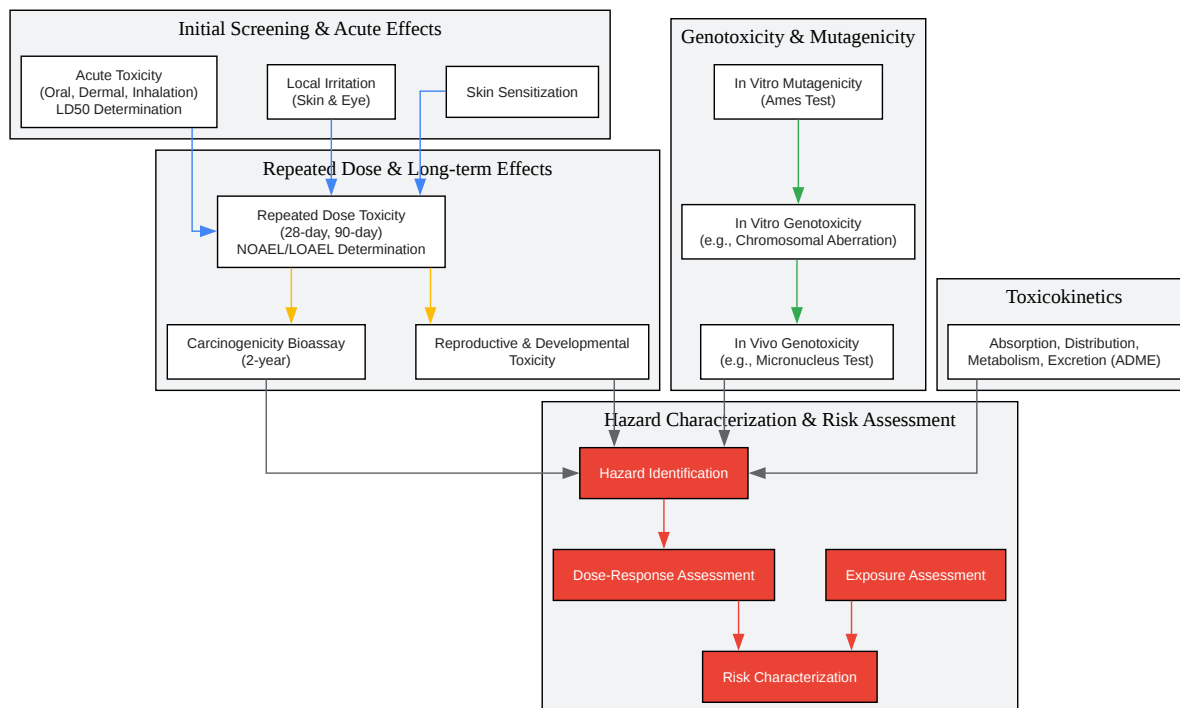 Initial Screening & Acute Effects
Acute Toxicity
(Oral, Dermal, Inhalation)
LD50 Determination
Local Irritation
(Skin & Eye)
Skin Sensitization
Genotoxicity & Mutagenicity
In Vitro Mutagenicity
(Ames Test)
Repeated Dose & Long-term Effects
Repeated Dose Toxicity
(28-day, 90-day)
NOAEL/LOAEL Determination
In Vitro Genotoxicity
(e.g., Chromosomal Aberration)
Carcinogenicity Bioassay
(2-year)
Reproductive & Developmental
Toxicity
In Vivo Genotoxicity
(e.g., Micronucleus Test)
Toxicokinetics
Absorption, Distribution,
Metabolism, Excretion (ADME)
Hazard Characterization & Risk Assessment
Hazard Identification
Dose-Response Assessment
Exposure Assessment
Risk Characterization